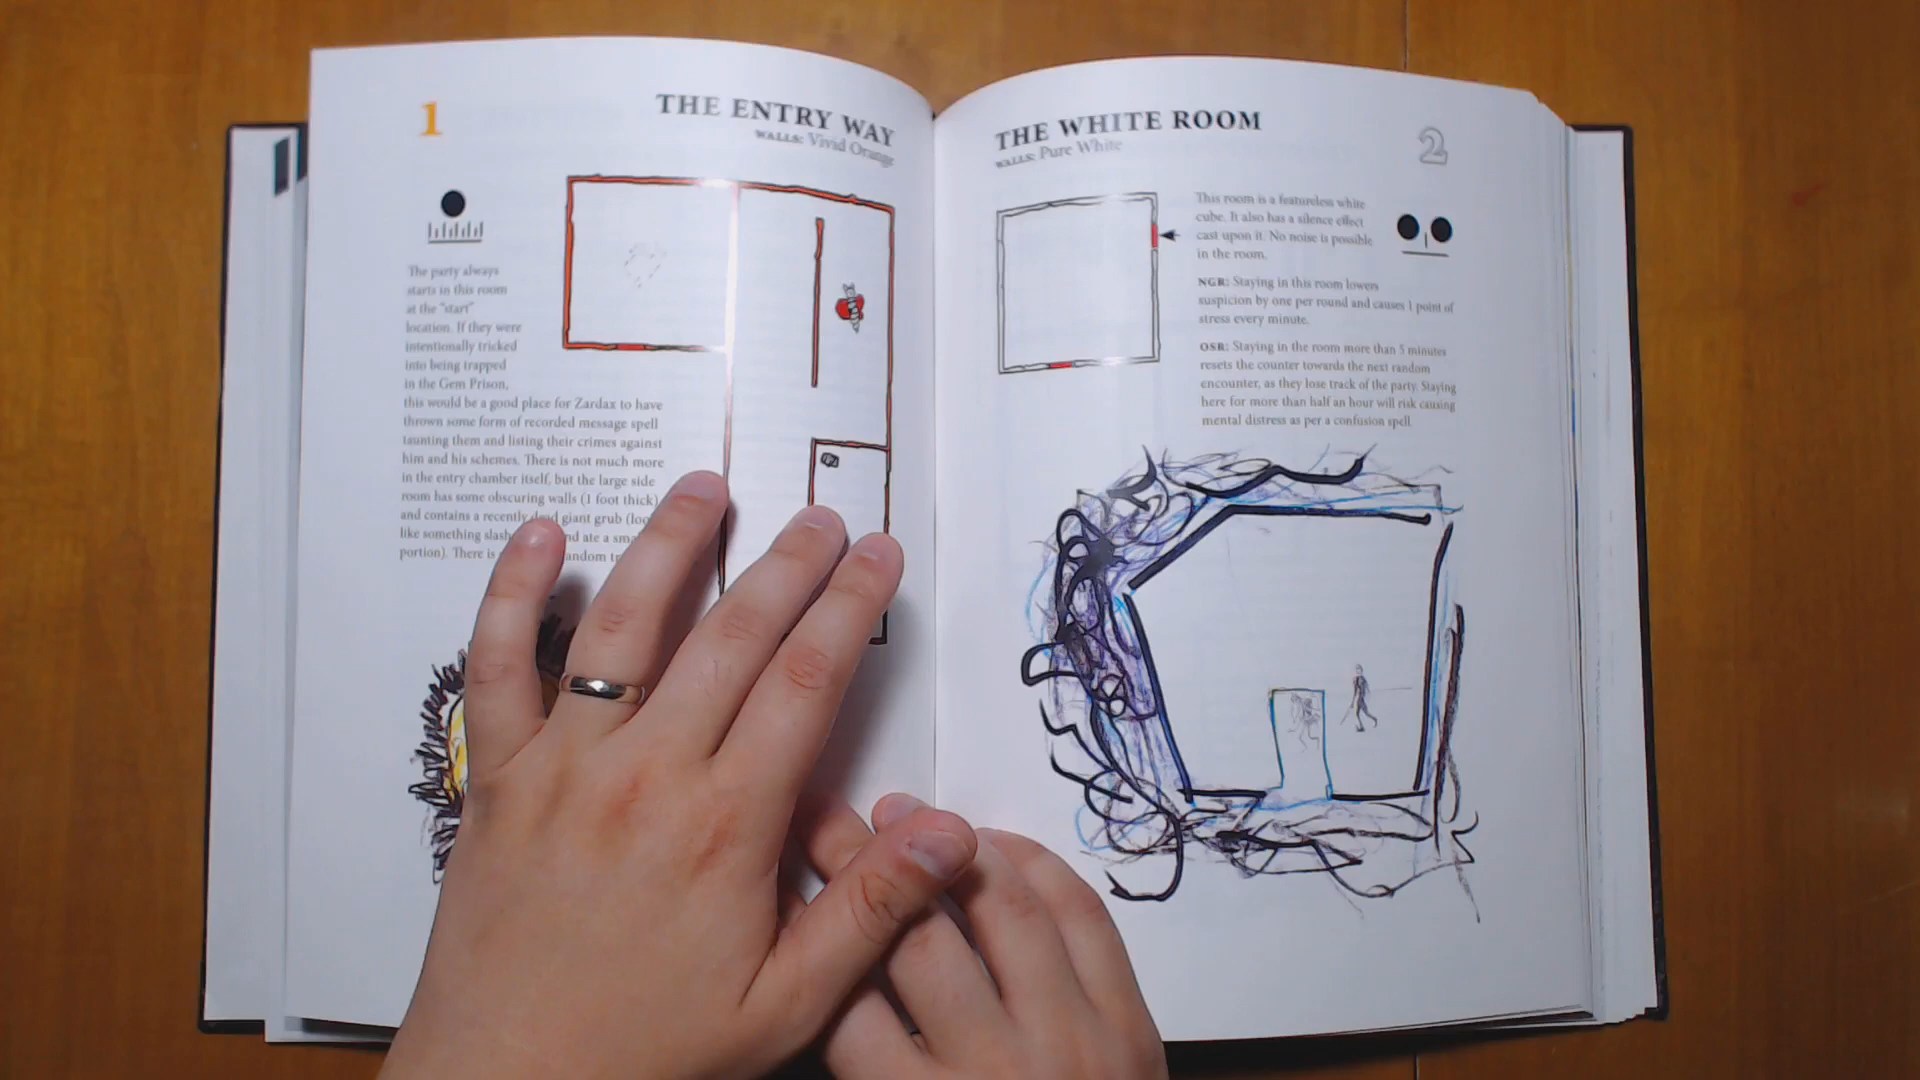 1
THE ENTRY WAY
WALLS: Vivid Orange
The party always
starts in this room
at the "start"
location. If they were
intentionally tricked
into being trapped
in the Gem Prison,
this would be a good place for Zardax to have
thrown some form of recorded message spell
taunting them and listing their crimes against
him and his schemes. There is not much more
in the entry chamber itself, but the large side
room has some obscuring walls (1 foot thick)
and contains a recently dead giant grub
like something and ate a
portion). There is
THE WHITE ROOM
WALLS: Pure White
2
This room is a featureless white
cube. It also has a silence effect
cast upon it. No noise is possible
in the room.
NGR: Staying in this room lowers
suspicion by one per round and causes 1 point of
stress every minute.
OSR: Staying in the room more than 5 minutes
resets the counter towards the next random
encounter, as they lose track of the party. Staying
here for more than half an hour will risk causing
mental distress as per a confusion spell.